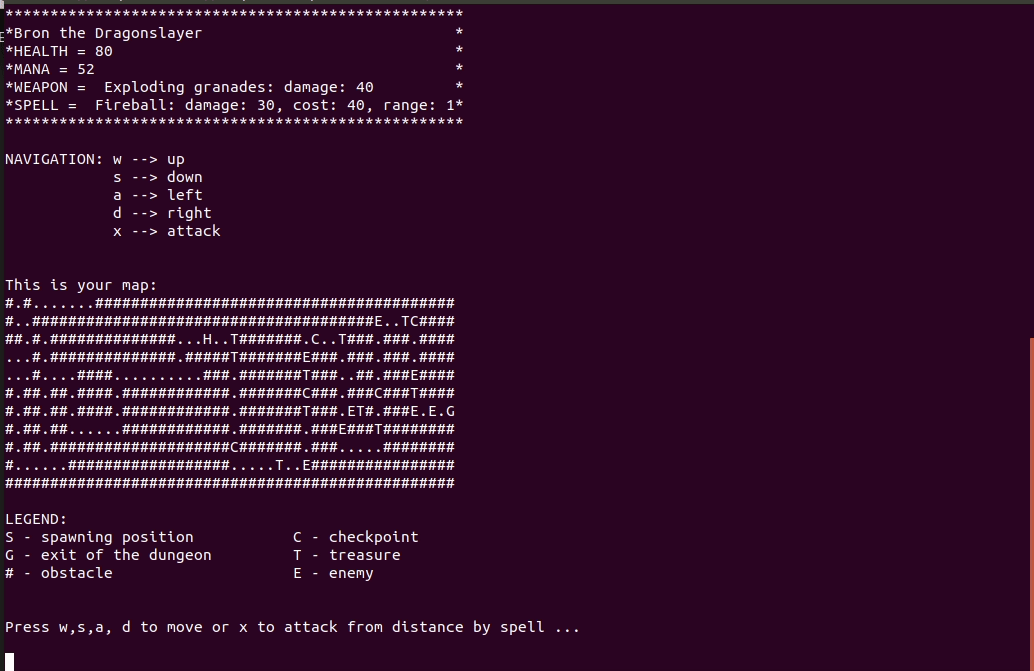 ***************************************************
*Bron the Dragonslayer                            *
*HEALTH = 80                                      *
*MANA = 52                                        *
*WEAPON =  Exploding granades: damage: 40         *
*SPELL =  Fireball: damage: 30, cost: 40, range: 1*
***************************************************
NAVIGATION: w --> up
s --> down
a --> left
d --> right
x --> attack
This is your map:
#.#.......########################################
#..######################################E..TC####
##.#.##############...H..T#######.C..T###.###.####
...#.##############.#####T#######E###.###.###.####
...#....####..........###.#######T###..##.###E####
#.##.##.####.############.#######C###.###C###T####
#.##.##.####.############.#######T###.ET#.###E.E.G
#.##.##......############.#######.###E###T########
#.##.####################C#######.###.....########
#......##################.....T..E################
##################################################
LEGEND:
S - spawning position           C - checkpoint
G - exit of the dungeon         T - treasure
# - obstacle                    E - enemy
Press w,s,a, d to move or x to attack from distance by spell ...